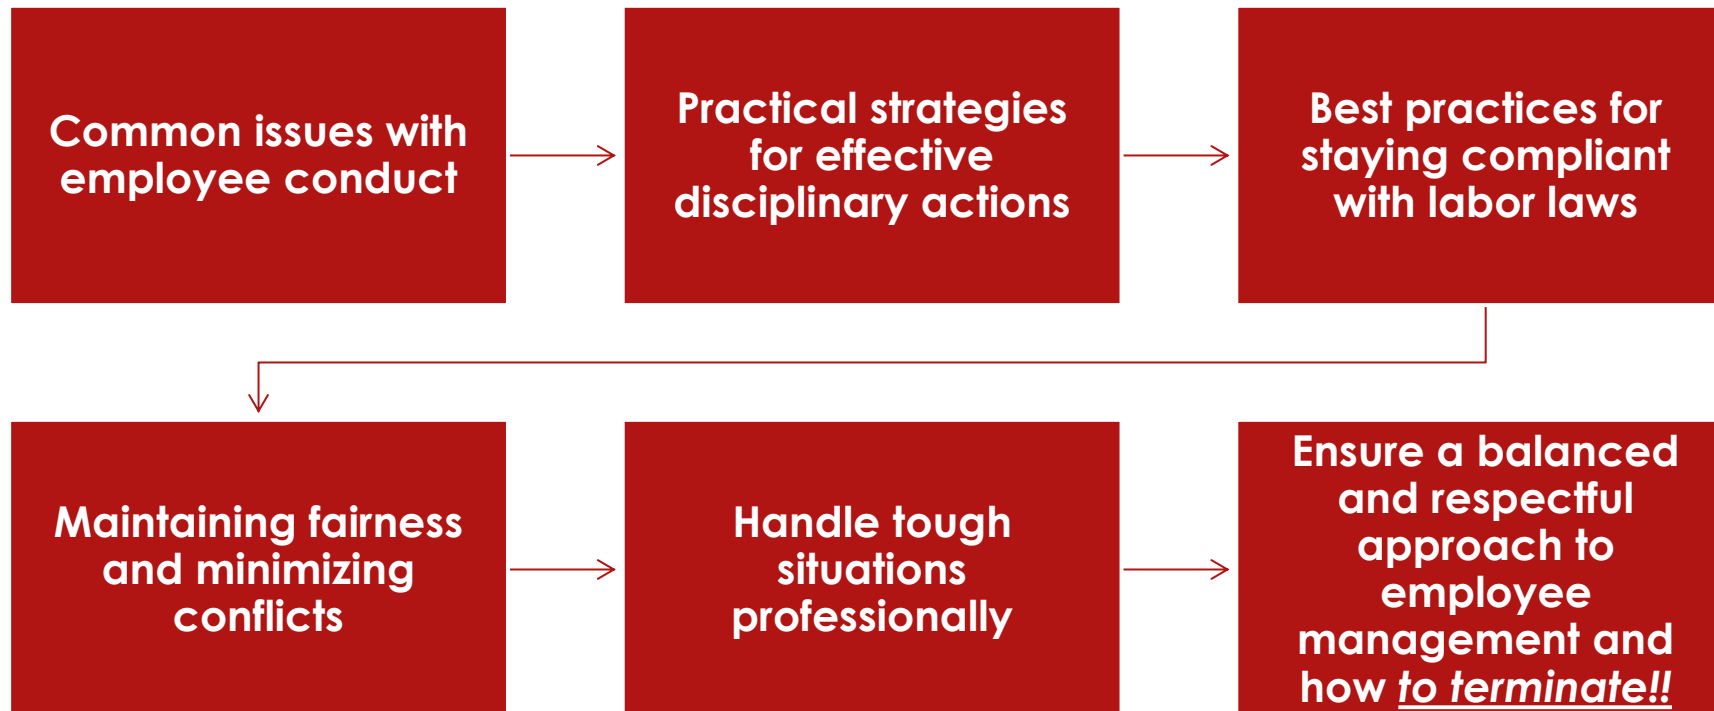 Common issues with
employee conduct
Practical strategies
for effective
disciplinary actions
Best practices for
staying compliant
with labor laws
Maintaining fairness
and minimizing
conflicts
Handle tough
situations
professionally
Ensure a balanced
and respectful
approach to
employee
management and
how to terminate!!